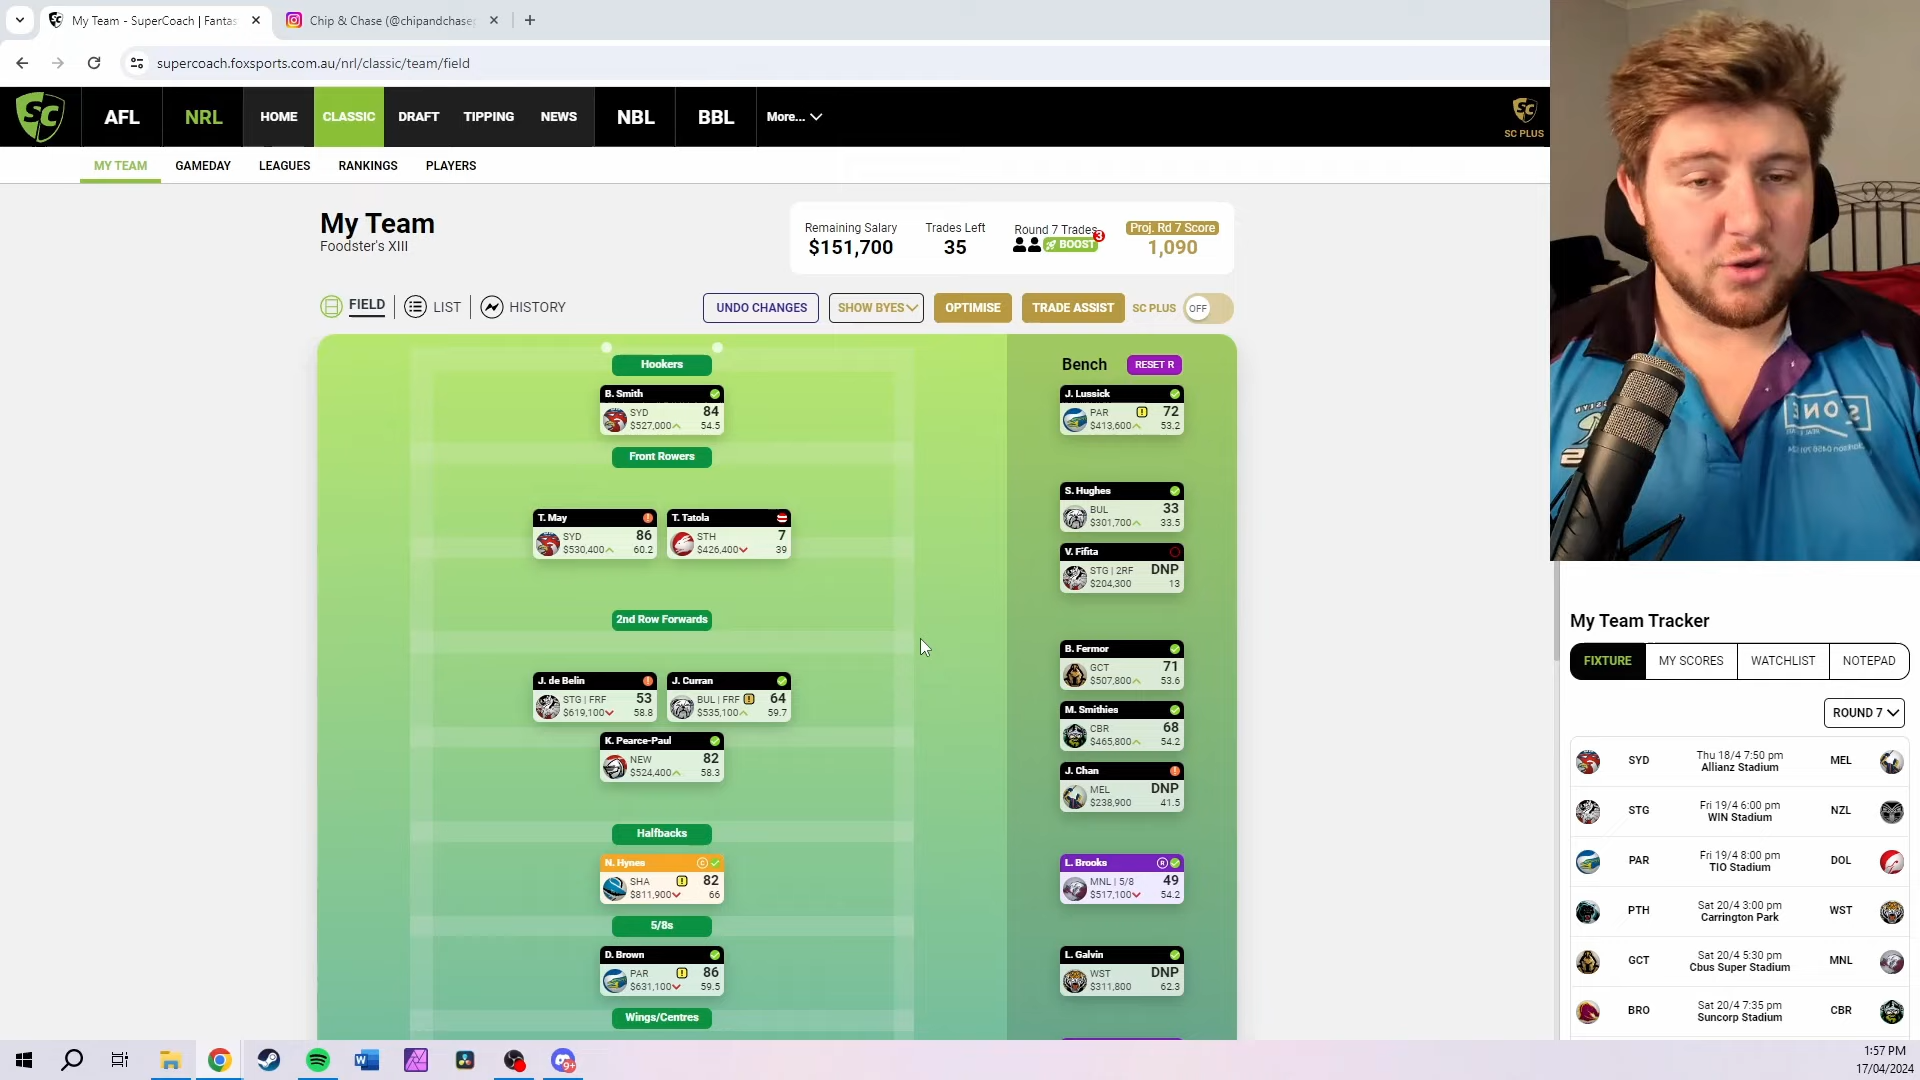 My Team - SuperCoach | Fantas
Chip & Chase (@chipandchase
supercoach.foxsports.com.au/nrl/classic/team/field
SC AFL NRL HOME CLASSIC DRAFT TIPPING NEWS NBL BBL More...
SC PLUS
MY TEAM GAMEDAY LEAGUES RANKINGS PLAYERS
My Team
Foodster's XIII
Remaining Salary
$151,700
Trades Left
35
Round 7 Trades
BOOST 3
Proj. Rd 7 Score
1,090
FIELD LIST HISTORY
UNDO CHANGES SHOW BYES OPTIMISE TRADE ASSIST SC PLUS OFF
Hookers
B. Smith
SYD 84
$527,000 54.5
Front Rowers
T. May
SYD 86
$530,400 60.2
T. Tatola
STH 7
$426,400 39
2nd Row Forwards
J. de Belin
STG | FRF 53
$619,100 58.8
J. Curran
BUL | FRF 64
$535,100 59.7
K. Pearce-Paul
NEW 82
$524,400 58.3
Halfbacks
N. Hynes C
SHA 82
$811,900 66
5/8s
D. Brown
PAR 86
$631,100 59.5
Wings/Centres
Bench RESET R
J. Lussick
PAR 72
$413,600 53.2
S. Hughes
BUL 33
$301,700 33.5
V. Fifita
STG | 2RF DNP
$204,300 13
B. Fermor
GCT 71
$507,800 53.6
M. Smithies
CBR 68
$465,800 54.2
J. Chan
MEL DNP
$238,900 41.5
L. Brooks R
MNL | 5/8 49
$517,100 54.2
L. Galvin
WST DNP
$311,800 62.3
My Team Tracker
FIXTURE MY SCORES WATCHLIST NOTEPAD
ROUND 7
SYD Thu 18/4 7:50 pm MEL
Allianz Stadium
STG Fri 19/4 6:00 pm NZL
WIN Stadium
PAR Fri 19/4 8:00 pm DOL
TIO Stadium
PTH Sat 20/4 3:00 pm WST
Carrington Park
GCT Sat 20/4 5:30 pm MNL
Cbus Super Stadium
BRO Sat 20/4 7:35 pm CBR
Suncorp Stadium
9+
1:57 PM
17/04/2024